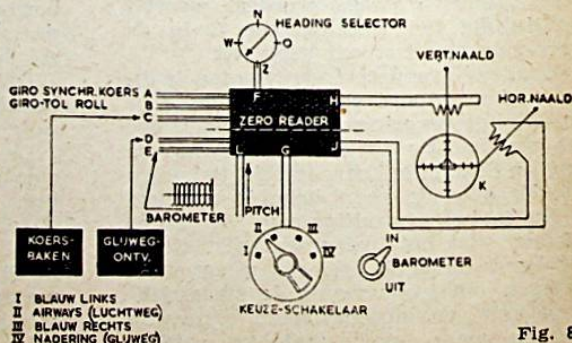 N
HEADING SELECTOR
W O
Z
VERT. NAALD
HOR. NAALD
GIRO SYNCHR. KOERS A
GIRO-TOL ROLL B
C
D
E
F
H
ZERO READER
L G J
K
BAROMETER
PITCH
KOERS-
BAKEN
GLIJWEG-
ONTV.
I II III IV
IN
BAROMETER
UIT
KEUZE-SCHAKELAAR
I BLAUW LINKS
II AIRWAYS (LUCHTWEG)
III BLAUW RECHTS
IV NADERING (GLIJWEG)
Fig. 8